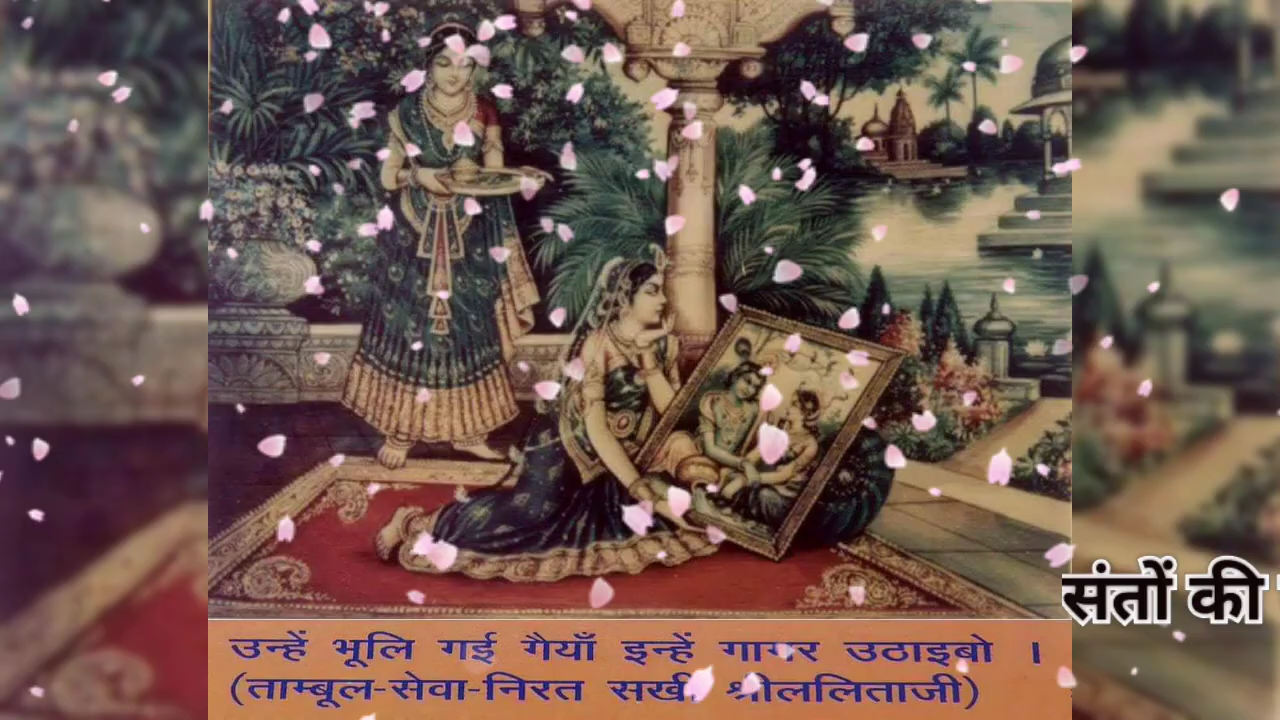 उन्हें भूलि गई गैयाँ इन्हें गागर उठाइबो ।
(ताम्बूल-सेवा-निरत सखी श्रीललिताजी)
संतों की